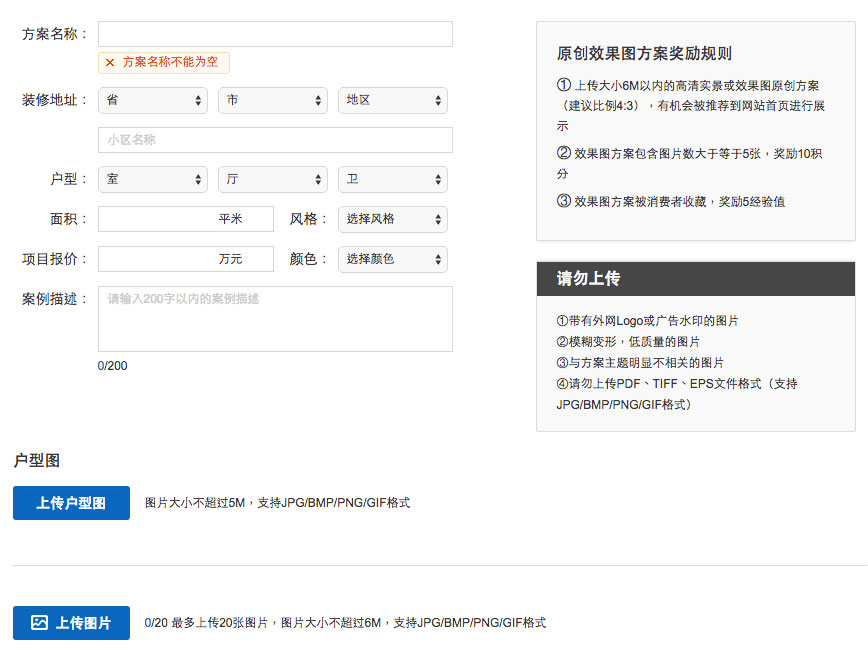 方案名称：
✕ 方案名称不能为空
装修地址： 省 市 地区
小区名称
户型： 室 厅 卫
面积： 平米 风格： 选择风格
项目报价： 万元 颜色： 选择颜色
案例描述： 请输入200字以内的案例描述
0/200
原创效果图方案奖励规则
①上传大小6M以内的高清实景或效果图原创方案
（建议比例4:3），有机会被推荐到网站首页进行展
示
②效果图方案包含图片数大于等于5张，奖励10积
分
③效果图方案被消费者收藏，奖励5经验值
请勿上传
①带有外网Logo或广告水印的图片
②模糊变形，低质量的图片
③与方案主题明显不相关的图片
④请勿上传PDF、TIFF、EPS文件格式（支持
JPG/BMP/PNG/GIF格式）
户型图
上传户型图 图片大小不超过5M，支持JPG/BMP/PNG/GIF格式
上传图片 0/20 最多上传20张图片，图片大小不超过6M，支持JPG/BMP/PNG/GIF格式